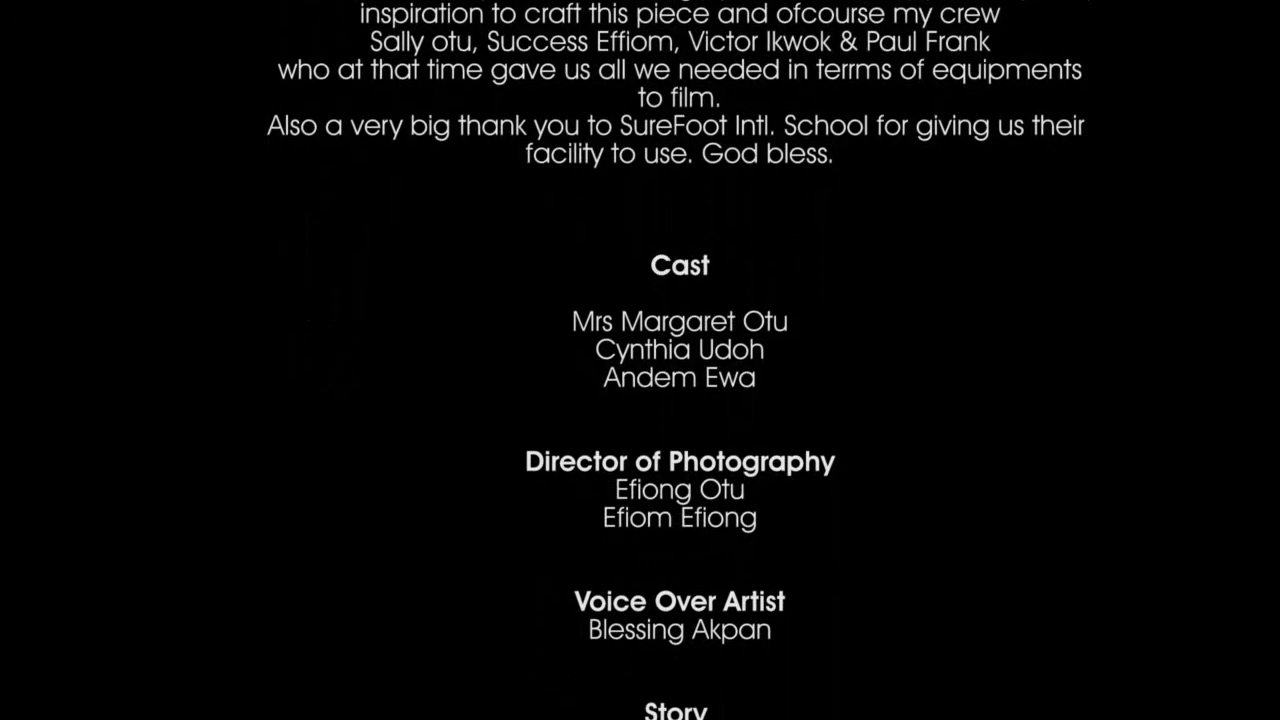 inspiration to craft this piece and ofcourse my crew
Sally otu, Success Effiom, Victor Ikwok & Paul Frank
who at that time gave us all we needed in terrms of equipments
to film.
Also a very big thank you to SureFoot Intl. School for giving us their
facility to use. God bless.
Cast
Mrs Margaret Otu
Cynthia Udoh
Andem Ewa
Director of Photography
Efiong Otu
Efiom Efiong
Voice Over Artist
Blessing Akpan
Story